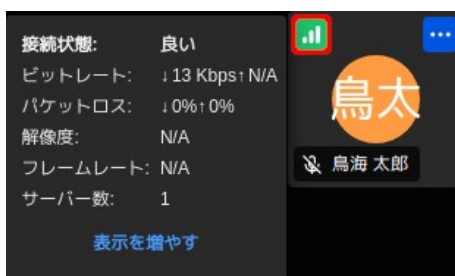 接続状態: 良い
ビットレート: ↓13 Kbps↑N/A
パケットロス: ↓0%↑0%
解像度: N/A
フレームレート: N/A
サーバー数: 1
表示を増やす
鳥太
鳥海 太郎